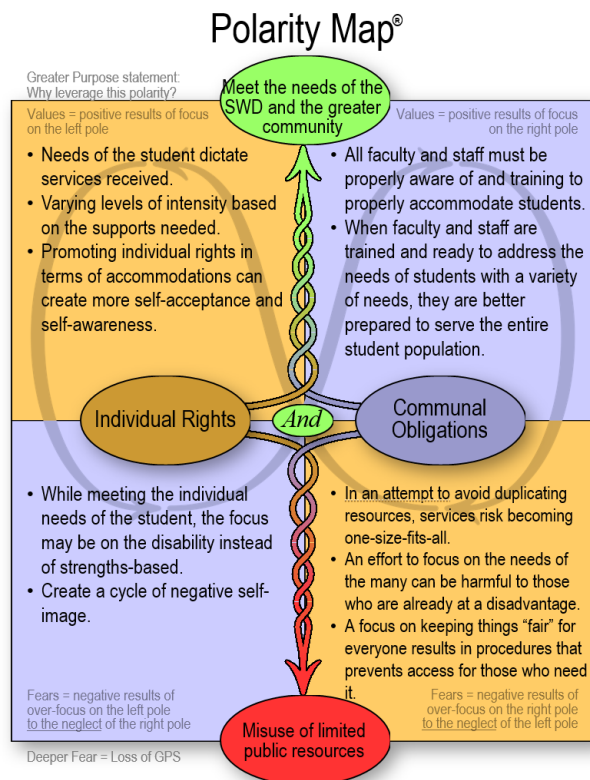 Polarity Map®
Greater Purpose statement:
Why leverage this polarity?
Meet the needs of the
SWD and the greater
community
Values = positive results of focus
on the left pole
Values = positive results of focus
on the right pole
• Needs of the student dictate
services received.
• Varying levels of intensity based
on the supports needed.
• Promoting individual rights in
terms of accommodations can
create more self-acceptance and
self-awareness.
• All faculty and staff must be
properly aware of and training to
properly accommodate students.
• When faculty and staff are
trained and ready to address the
needs of students with a variety
of needs, they are better
prepared to serve the entire
student population.
Individual Rights
And
Communal
Obligations
• While meeting the individual
needs of the student, the focus
may be on the disability instead
of strengths-based.
• Create a cycle of negative self-
image.
• In an attempt to avoid duplicating
resources, services risk becoming
one-size-fits-all.
• An effort to focus on the needs of
the many can be harmful to those
who are already at a disadvantage.
• A focus on keeping things “fair” for
everyone results in procedures that
prevents access for those who need
it.
Fears = negative results of
over-focus on the left pole
to the neglect of the right pole
Fears = negative results of
over-focus on the right pole
to the neglect of the left pole
Misuse of limited
public resources
Deeper Fear = Loss of GPS